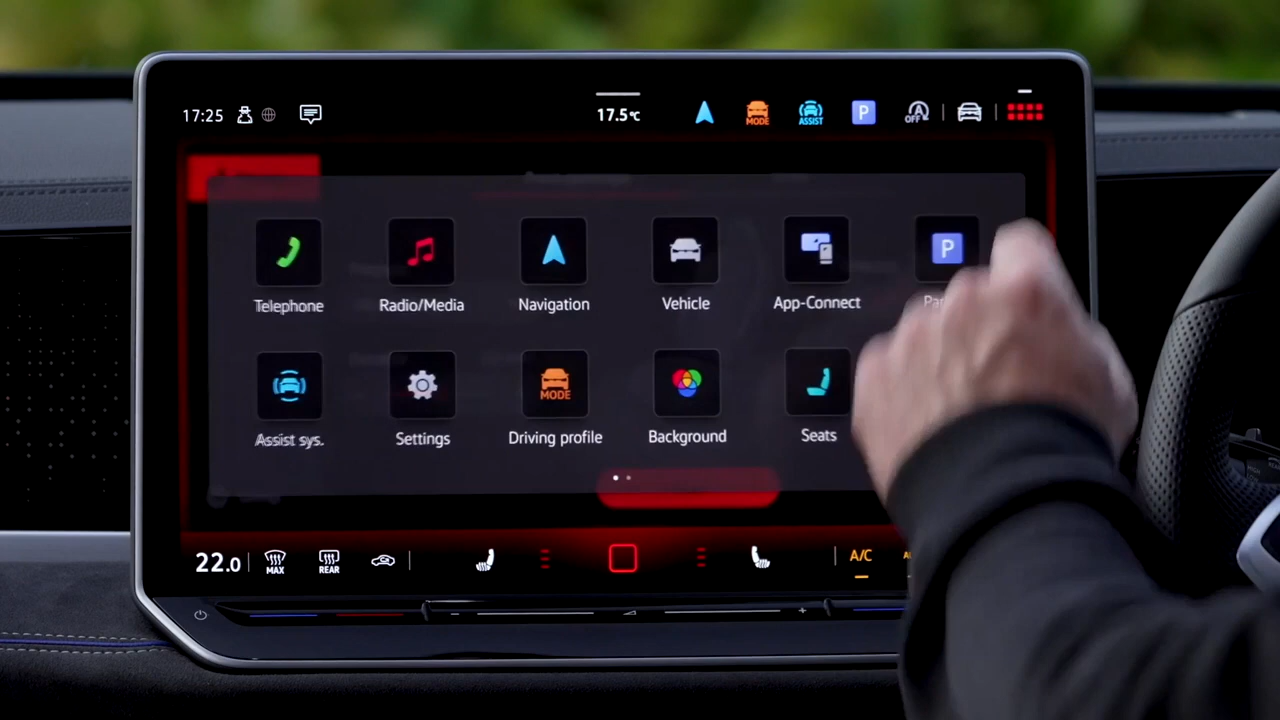 17:25
17.5°C
MODE
ASSIST
P
A
OFF
Telephone Radio/Media Navigation Vehicle App-Connect P
MODE
Assist sys. Settings Driving profile Background Seats
22.0 MAX REAR A/C
- +